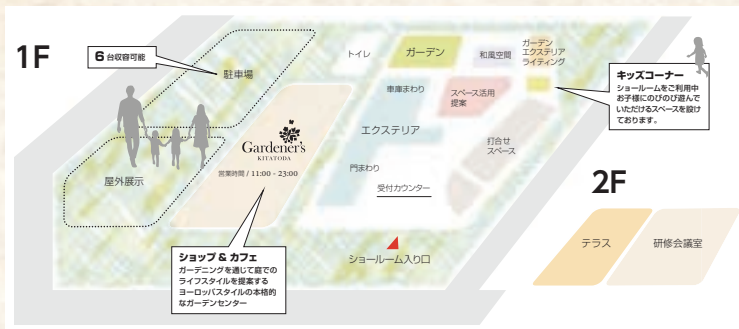 1F
6台収容可能
駐車場
屋外展示
Gardener's
KITATODA
営業時間 / 11:00 - 23:00
ショップ & カフェ
ガーデニングを通じて庭での
ライフスタイルを提案する
ヨーロッパスタイルの本格的
なガーデンセンター
トイレ
ガーデン
和風空間
ガーデン
エクステリア
ライティング
車庫まわり
スペース活用
提案
エクステリア
打合せ
スペース
門まわり
受付カウンター
ショールーム入り口
キッズコーナー
ショールームをご利用中
お子様にのびのび遊んで
いただけるスペースを設け
ております。
2F
テラス
研修会議室